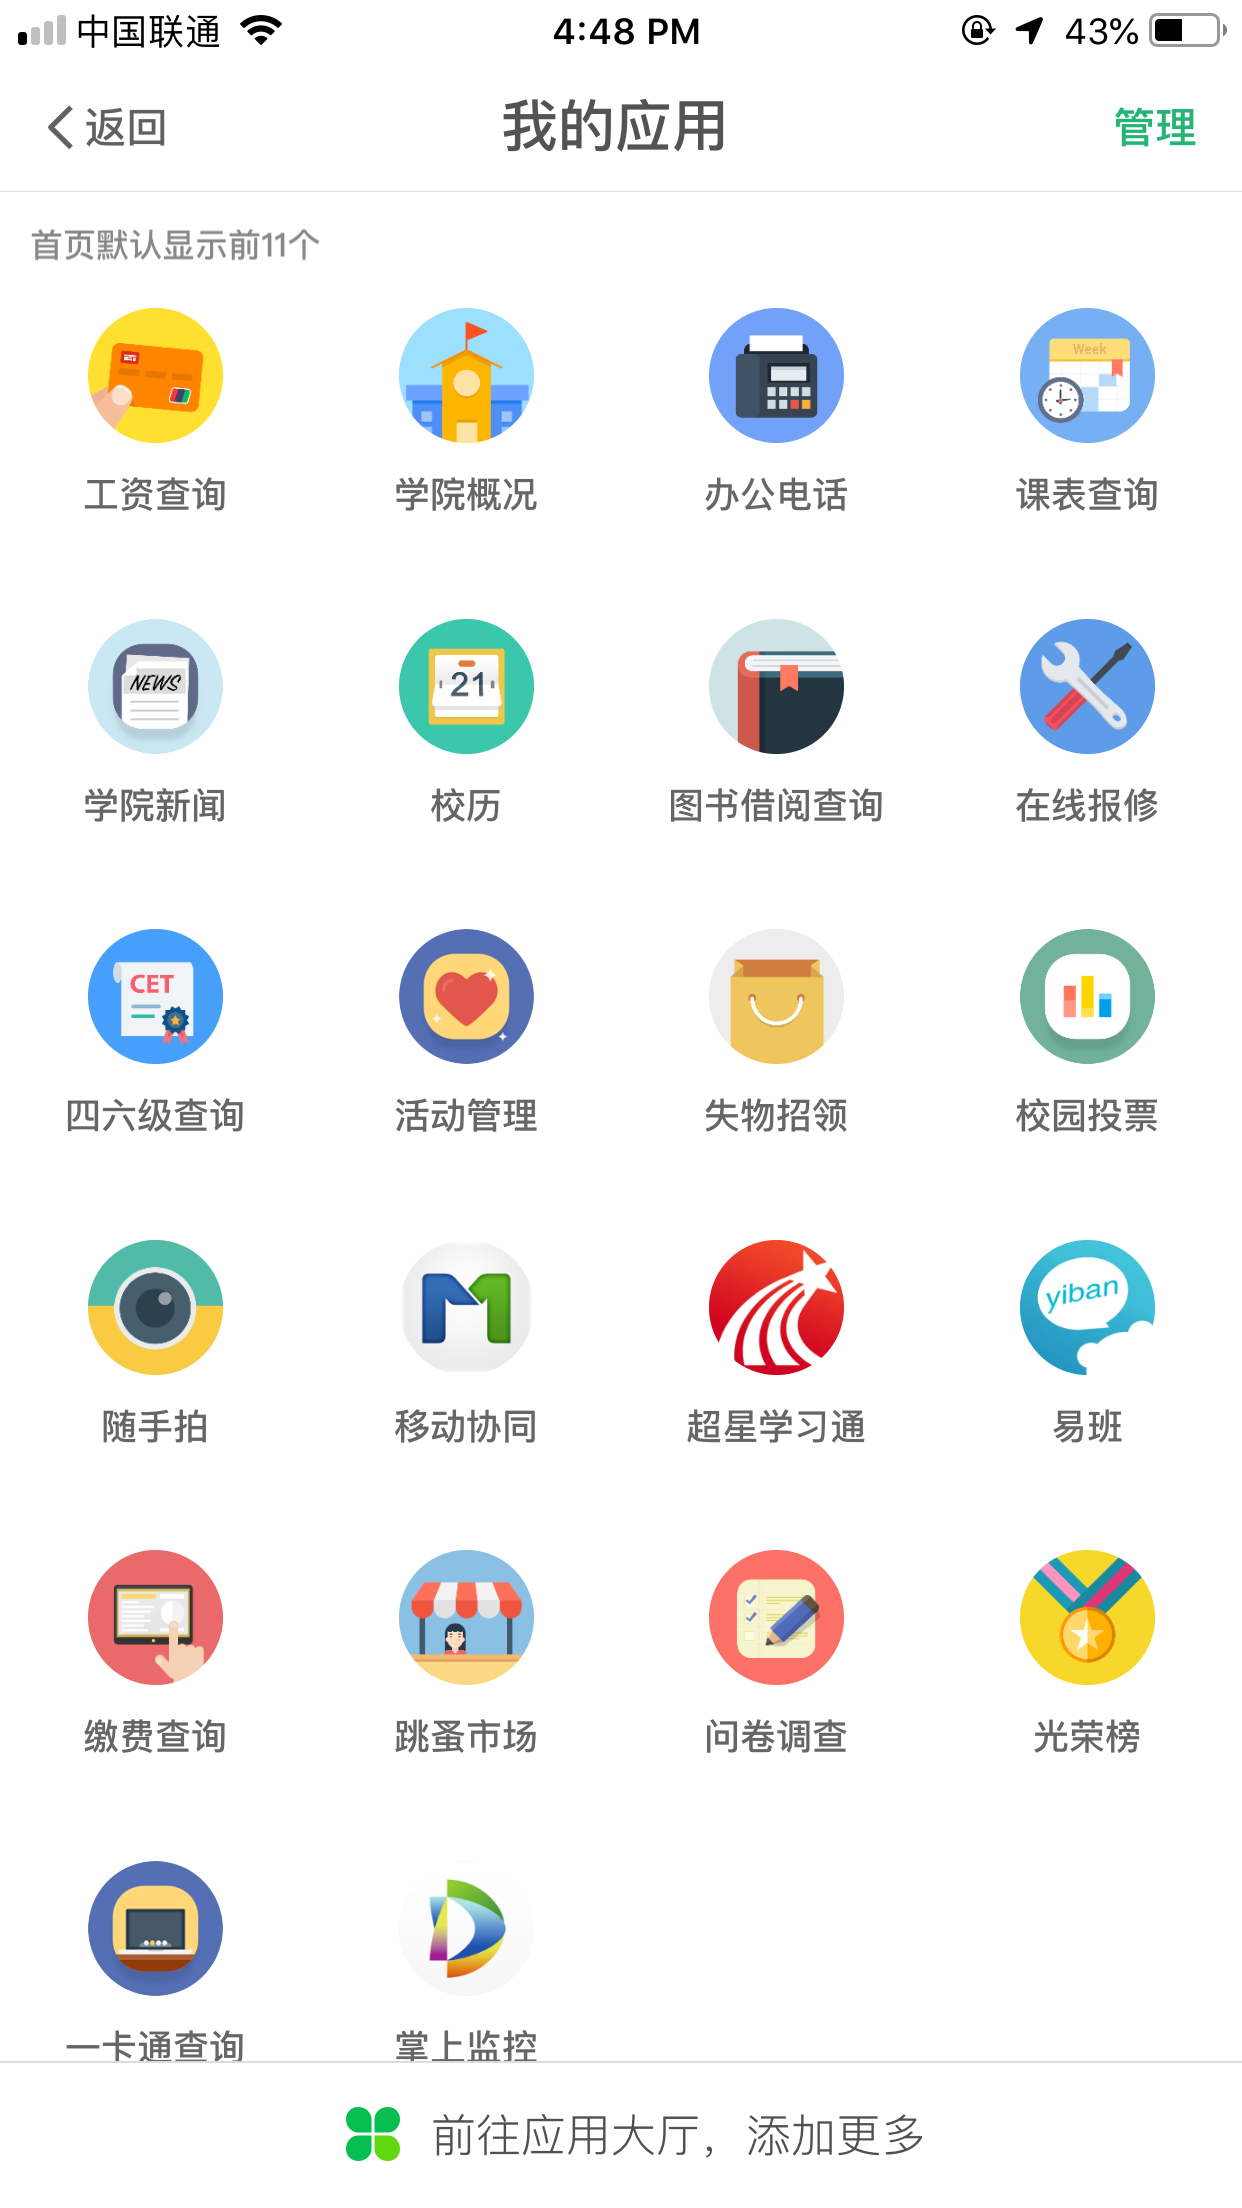 中国联通 4:48 PM 43%
返回 我的应用 管理
首页默认显示前11个
Week
工资查询 学院概况 办公电话 课表查询
NEWS 21
学院新闻 校历 图书借阅查询 在线报修
CET
四六级查询 活动管理 失物招领 校园投票
yiban
随手拍 移动协同 超星学习通 易班
缴费查询 跳蚤市场 问卷调查 光荣榜
一卡通查询 掌上监控
前往应用大厅，添加更多